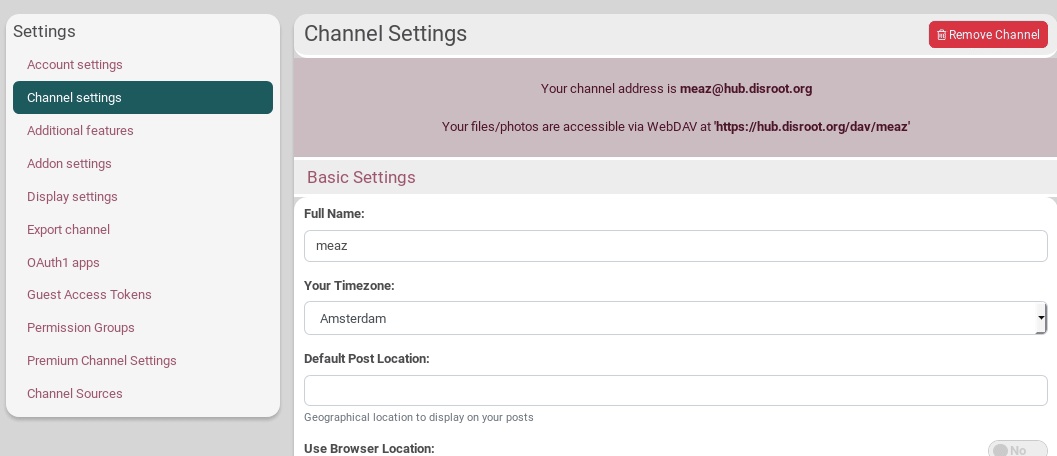 Settings
Account settings
Channel settings
Additional features
Addon settings
Display settings
Export channel
OAuth1 apps
Guest Access Tokens
Permission Groups
Premium Channel Settings
Channel Sources
Channel Settings
Remove Channel
Your channel address is meaz@hub.disroot.org
Your files/photos are accessible via WebDAV at 'https://hub.disroot.org/dav/meaz'
Basic Settings
Full Name:
meaz
Your Timezone:
Amsterdam
Default Post Location:
Geographical location to display on your posts
Use Browser Location:
No